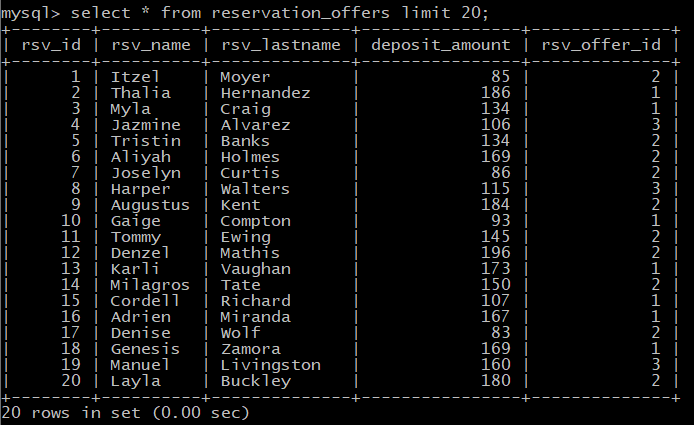 mysql> select * from reservation_offers limit 20;
+--------+----------+--------------+----------------+--------------+
| rsv_id | rsv_name | rsv_lastname | deposit_amount | rsv_offer_id |
+--------+----------+--------------+----------------+--------------+
|      1 | Itzel    | Moyer        |             85 |            2 |
|      2 | Thalia   | Hernandez    |            186 |            1 |
|      3 | Myla     | Craig        |            134 |            1 |
|      4 | Jazmine  | Alvarez      |            106 |            3 |
|      5 | Tristin  | Banks        |            134 |            2 |
|      6 | Aliyah   | Holmes       |            169 |            2 |
|      7 | Joselyn  | Curtis       |             86 |            2 |
|      8 | Harper   | Walters      |            115 |            3 |
|      9 | Augustus | Kent         |            184 |            2 |
|     10 | Gaige    | Compton      |             93 |            1 |
|     11 | Tommy    | Ewing        |            145 |            2 |
|     12 | Denzel   | Mathis       |            196 |            2 |
|     13 | Karli    | Vaughan      |            173 |            1 |
|     14 | Milagros | Tate         |            150 |            2 |
|     15 | Cordell  | Richard      |            107 |            1 |
|     16 | Adrien   | Miranda      |            167 |            1 |
|     17 | Denise   | Wolf         |             83 |            2 |
|     18 | Genesis  | Zamora       |            169 |            1 |
|     19 | Manuel   | Livingston   |            160 |            3 |
|     20 | Layla    | Buckley      |            180 |            2 |
+--------+----------+--------------+----------------+--------------+
20 rows in set (0.00 sec)